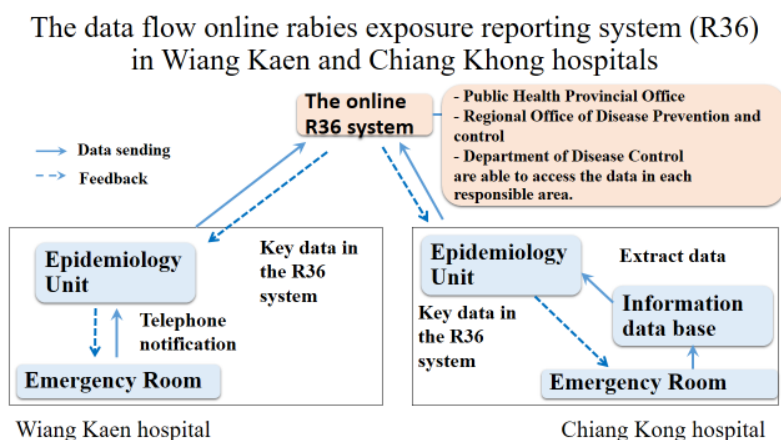 The data flow online rabies exposure reporting system (R36)
in Wiang Kaen and Chiang Khong hospitals
The online
R36 system
- Public Health Provincial Office
- Regional Office of Disease Prevention and
control
- Department of Disease Control
are able to access the data in each
responsible area.
Data sending
Feedback
Epidemiology
Unit
Key data in
the R36
system
Telephone
notification
Emergency Room
Wiang Kaen hospital
Epidemiology
Unit
Extract data
Information
data base
Key data in
the R36
system
Emergency Room
Chiang Kong hospital